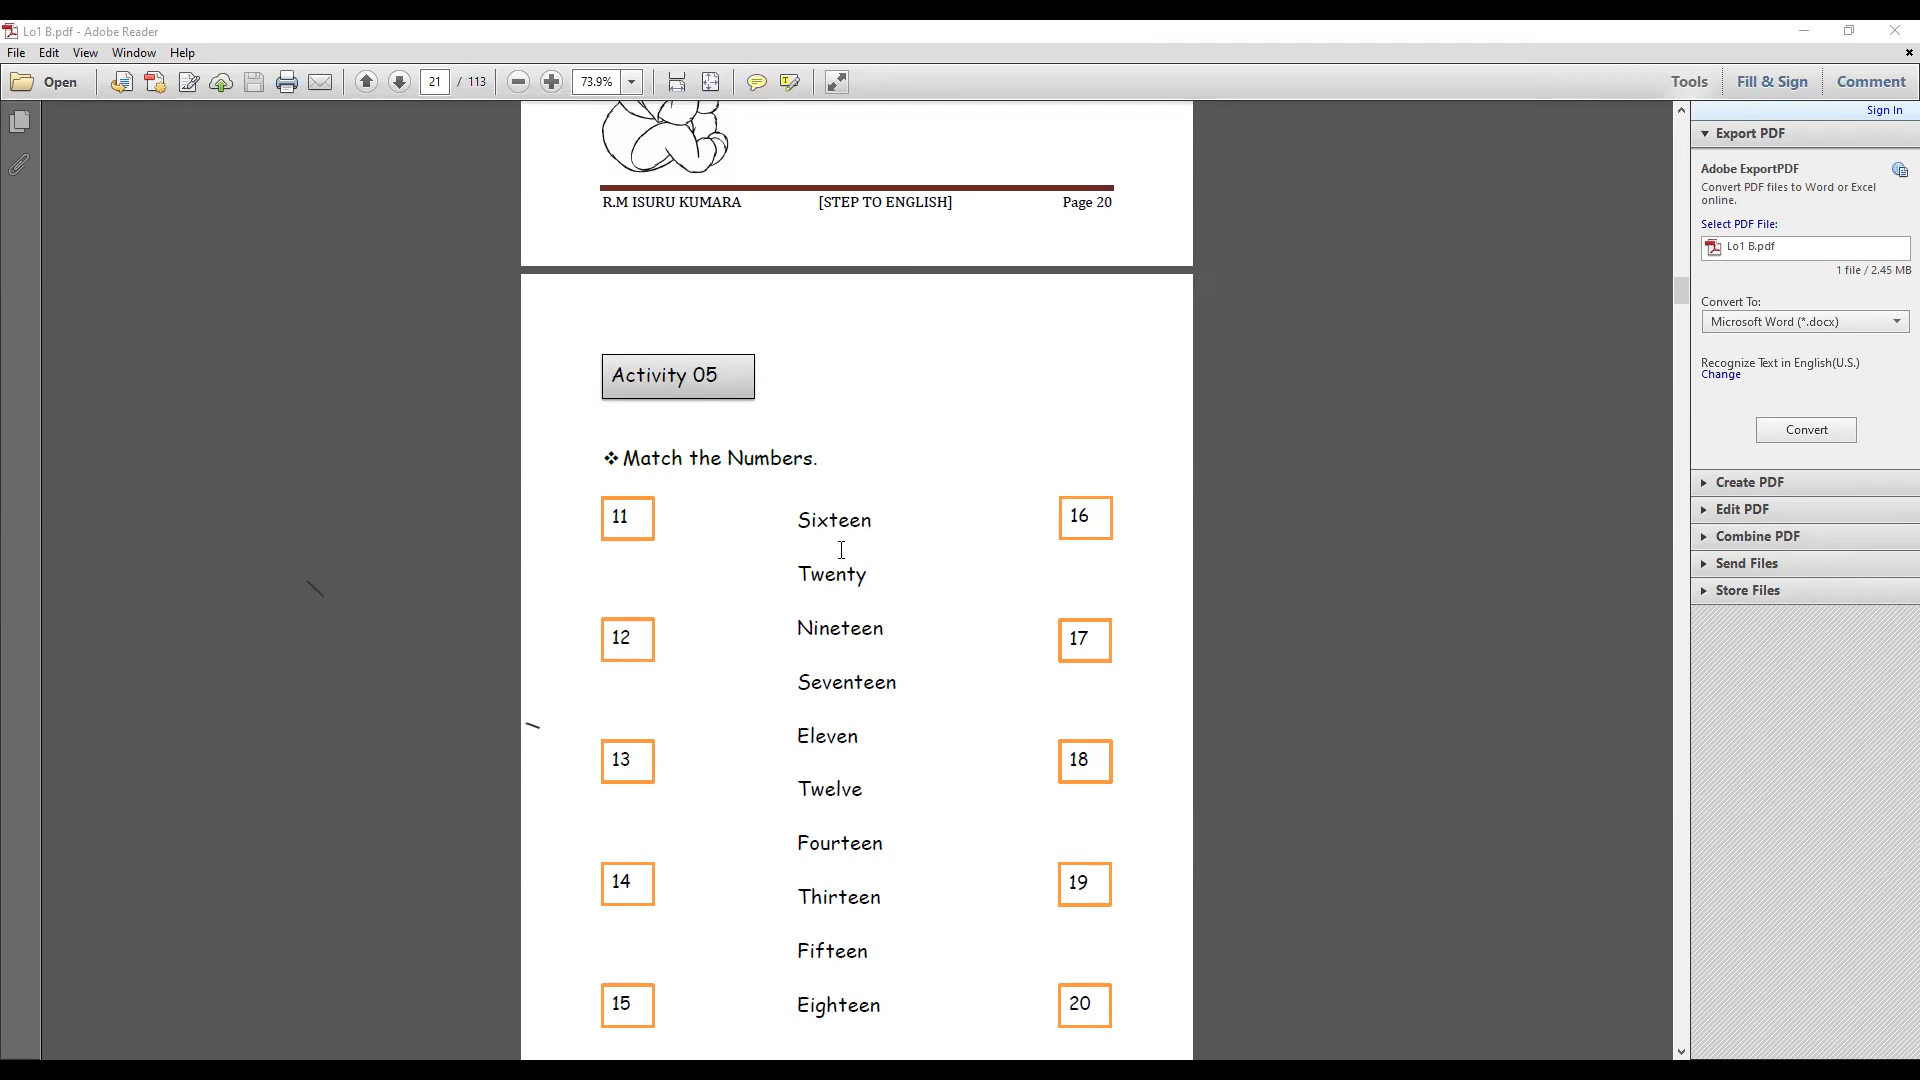 Lo1 B.pdf - Adobe Reader
File Edit View Window Help
Open 21 / 113 73.9% Tools Fill & Sign Comment
Sign In
Export PDF
Adobe ExportPDF
Convert PDF files to Word or Excel
online.
Select PDF File:
Lo1 B.pdf
1 file / 2.45 MB
Convert To:
Microsoft Word (*.docx)
Recognize Text in English(U.S.)
Change
Convert
Create PDF
Edit PDF
Combine PDF
Send Files
Store Files
R.M ISURU KUMARA [STEP TO ENGLISH] Page 20
Activity 05
❖ Match the Numbers.
11 Sixteen 16
Twenty
12 Nineteen 17
Seventeen
Eleven
13 18
Twelve
Fourteen
14 Thirteen 19
Fifteen
15 Eighteen 20